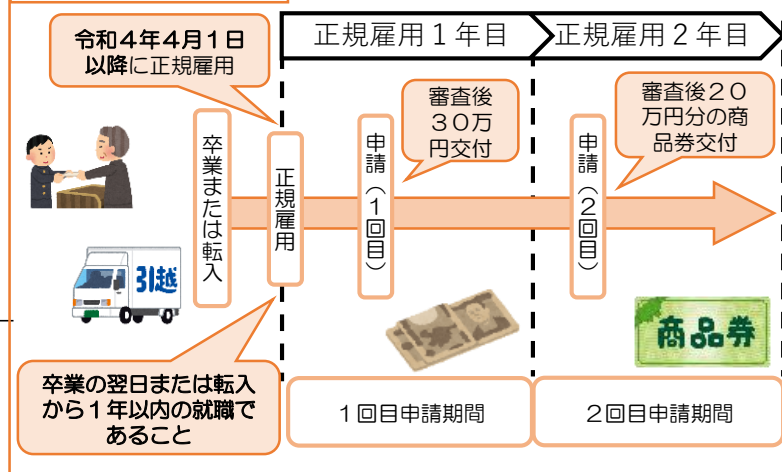 令和4年4月1日
以降に正規雇用
正規雇用1年目
正規雇用2年目
審査後
30万
円交付
審査後20
万円分の商
品券交付
卒業または転入
正規雇用
申請（1回目）
申請（2回目）
引越
商品券
卒業の翌日または転入
から1年以内の就職で
あること
1回目申請期間
2回目申請期間